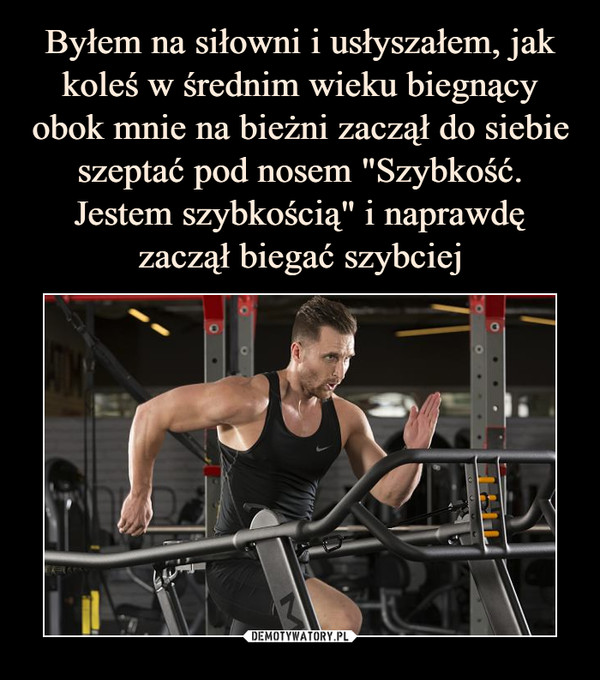 Byłem na siłowni i usłyszałem, jak
koleś w średnim wieku biegnący
obok mnie na bieżni zaczął do siebie
szeptać pod nosem "Szybkość.
Jestem szybkością" i naprawdę
zaczął biegać szybciej
DEMOTYWATORY.PL